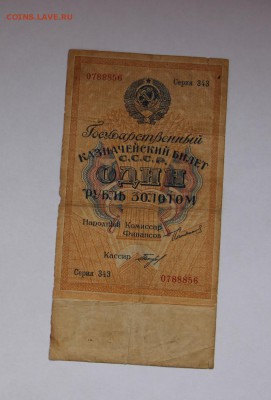 COINS.LAVE.RU
0788856
Серия 343
Государственный
КАЗНАЧЕЙСКИЙ БИЛЕТ
С.С.С.Р.
ОДИН
РУБЛЬ ЗОЛОТОМ
Народный Комиссар
Финансов
Кассир
Серия 343 0788856